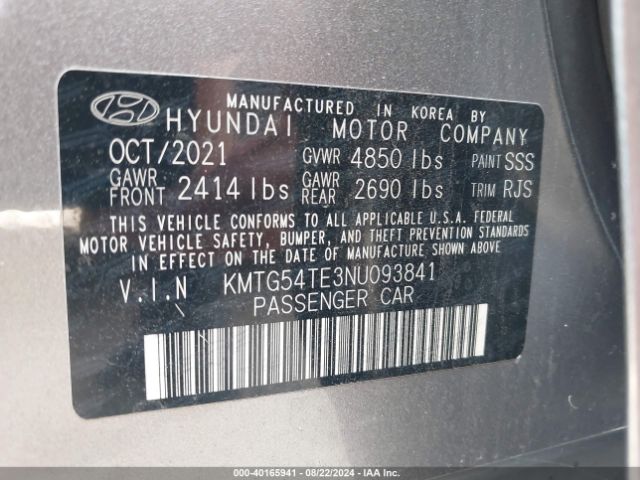 MANUFACTURED IN KOREA BY
HYUNDAI MOTOR COMPANY
OCT/2021 GVWR 4850 lbs PAINT SSS
GAWR FRONT 2414 lbs GAWR REAR 2690 lbs TRIM RJS
THIS VEHICLE CONFORMS TO ALL APPLICABLE U.S.A. FEDERAL
MOTOR VEHICLE SAFETY, BUMPER, AND THEFT PREVENTION STANDARDS
IN EFFECT ON THE DATE OF MANUFACTURE SHOWN ABOVE
V.I.N KMTG54TE3NU093841
PASSENGER CAR
000-40165941 - 08/22/2024 - IAA Inc.